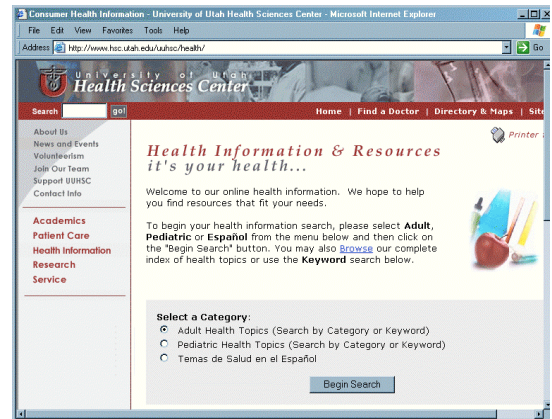 Consumer Health Information - University of Utah Health Sciences Center - Microsoft Internet Explorer
File Edit View Favorites Tools Help
Address http://www.hsc.utah.edu/uuhsc/health/ Go
University of Utah
Health Sciences Center
Search go! Home | Find a Doctor | Directory & Maps | Site
About Us
News and Events
Volunteerism
Join Our Team
Support UUHSC
Contact Info
Academics
Patient Care
Health Information
Research
Service
Printer
Health Information & Resources
it's your health...
Welcome to our online health information. We hope to help
you find resources that fit your needs.
To begin your health information search, please select Adult,
Pediatric or Español from the menu below and then click on
the "Begin Search" button. You may also Browse our complete
index of health topics or use the Keyword search below.
Select a Category:
Adult Health Topics (Search by Category or Keyword)
Pediatric Health Topics (Search by Category or Keyword)
Temas de Salud en el Español
Begin Search